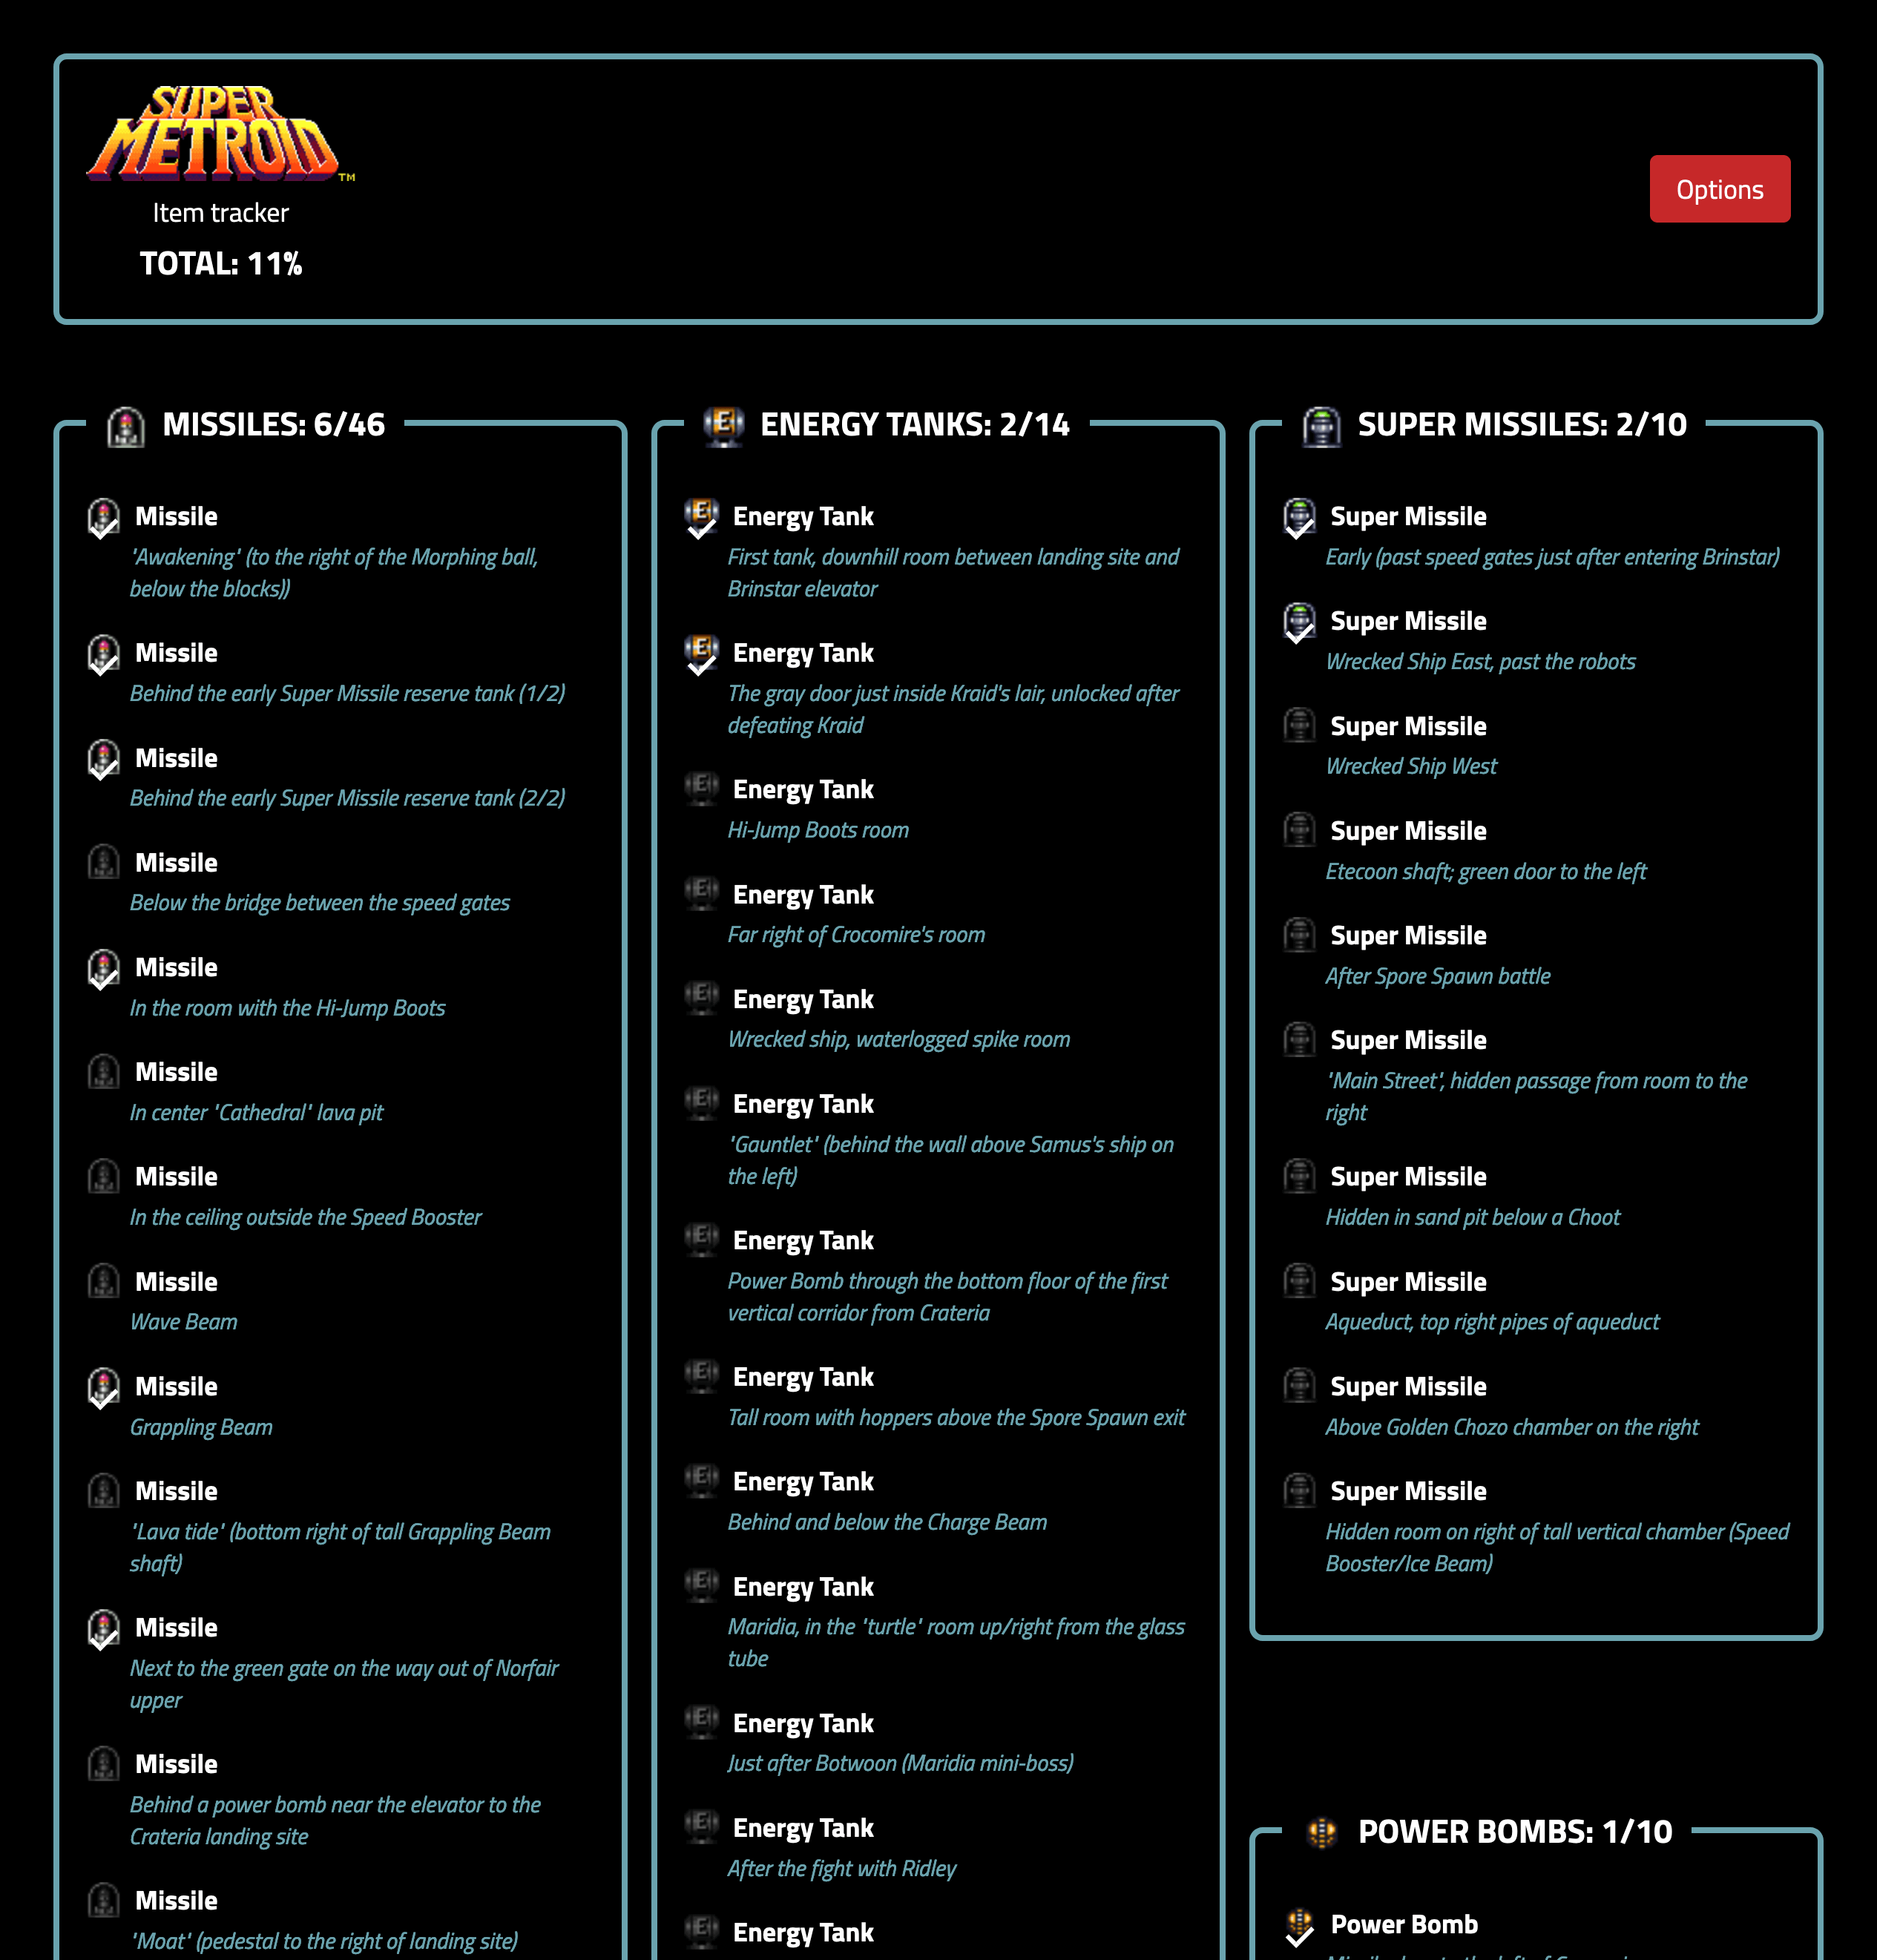 SUPER
METROID
TM
Item tracker
TOTAL: 11%
Options
MISSILES: 6/46
Missile
'Awakening' (to the right of the Morphing ball,
below the blocks))
Missile
Behind the early Super Missile reserve tank (1/2)
Missile
Behind the early Super Missile reserve tank (2/2)
Missile
Below the bridge between the speed gates
Missile
In the room with the Hi-Jump Boots
Missile
In center 'Cathedral' lava pit
Missile
In the ceiling outside the Speed Booster
Missile
Wave Beam
Missile
Grappling Beam
Missile
'Lava tide' (bottom right of tall Grappling Beam
shaft)
Missile
Next to the green gate on the way out of Norfair
upper
Missile
Behind a power bomb near the elevator to the
Crateria landing site
Missile
'Moat' (pedestal to the right of landing site)
ENERGY TANKS: 2/14
Energy Tank
First tank, downhill room between landing site and
Brinstar elevator
Energy Tank
The gray door just inside Kraid's lair, unlocked after
defeating Kraid
Energy Tank
Hi-Jump Boots room
Energy Tank
Far right of Crocomire's room
Energy Tank
Wrecked ship, waterlogged spike room
Energy Tank
'Gauntlet' (behind the wall above Samus's ship on
the left)
Energy Tank
Power Bomb through the bottom floor of the first
vertical corridor from Crateria
Energy Tank
Tall room with hoppers above the Spore Spawn exit
Energy Tank
Behind and below the Charge Beam
Energy Tank
Maridia, in the 'turtle' room up/right from the glass
tube
Energy Tank
Just after Botwoon (Maridia mini-boss)
Energy Tank
After the fight with Ridley
Energy Tank
SUPER MISSILES: 2/10
Super Missile
Early (past speed gates just after entering Brinstar)
Super Missile
Wrecked Ship East, past the robots
Super Missile
Wrecked Ship West
Super Missile
Etecoon shaft; green door to the left
Super Missile
After Spore Spawn battle
Super Missile
'Main Street', hidden passage from room to the
right
Super Missile
Hidden in sand pit below a Choot
Super Missile
Aqueduct, top right pipes of aqueduct
Super Missile
Above Golden Chozo chamber on the right
Super Missile
Hidden room on right of tall vertical chamber (Speed
Booster/Ice Beam)
POWER BOMBS: 1/10
Power Bomb